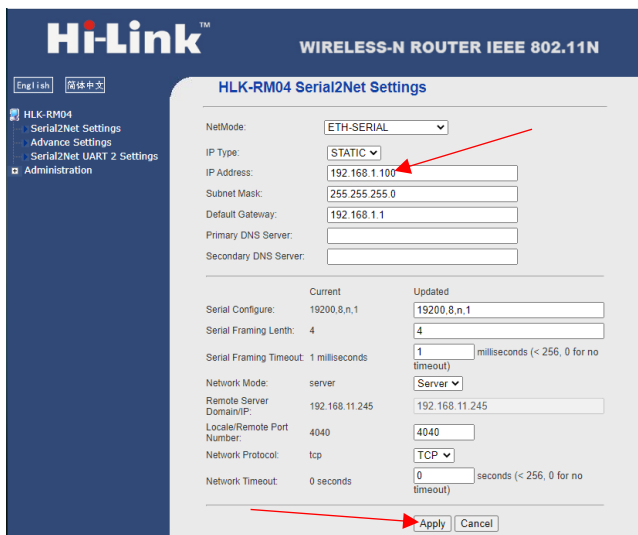 Hi-Link™
WIRELESS-N ROUTER IEEE 802.11N
English 简体中文
HLK-RM04
Serial2Net Settings
Advance Settings
Serial2Net UART 2 Settings
Administration
HLK-RM04 Serial2Net Settings
NetMode: ETH-SERIAL
IP Type: STATIC
IP Address: 192.168.1.100
Subnet Mask: 255.255.255.0
Default Gateway: 192.168.1.1
Primary DNS Server:
Secondary DNS Server:
Current Updated
Serial Configure: 19200,8,n,1 19200,8,n,1
Serial Framing Lenth: 4 4
Serial Framing Timeout: 1 milliseconds 1 milliseconds (< 256, 0 for no
timeout)
Network Mode: server Server
Remote Server
Domain/IP: 192.168.11.245 192.168.11.245
Locale/Remote Port
Number: 4040 4040
Network Protocol: tcp TCP
Network Timeout: 0 seconds 0 seconds (< 256, 0 for no
timeout)
Apply Cancel